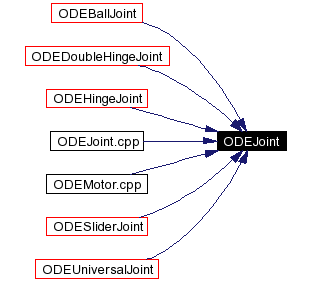 ODEBallJoint
ODEDoubleHingeJoint
ODEHingeJoint
ODEJoint.cpp
ODEJoint
ODEMotor.cpp
ODESliderJoint
ODEUniversalJoint